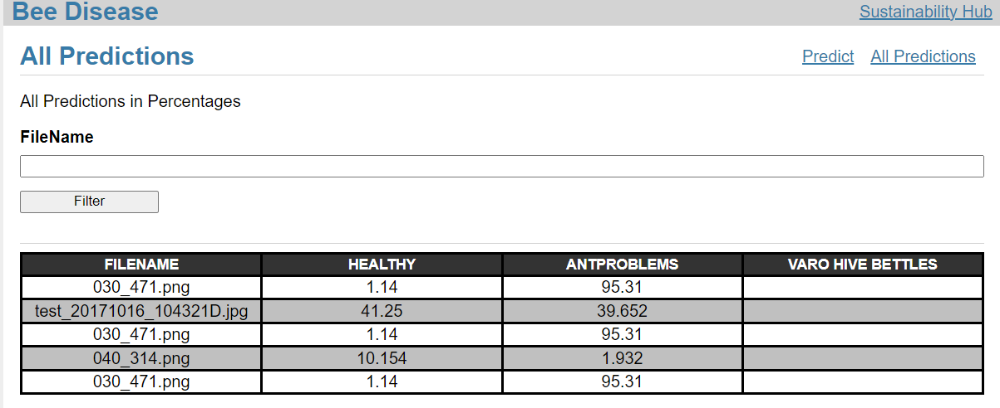 Bee Disease Sustainability Hub
All Predictions Predict All Predictions
All Predictions in Percentages
FileName
Filter
FILENAME HEALTHY ANTPROBLEMS VARO HIVE BETTLES
030_471.png 1.14 95.31
test_20171016_104321D.jpg 41.25 39.652
030_471.png 1.14 95.31
040_314.png 10.154 1.932
030_471.png 1.14 95.31